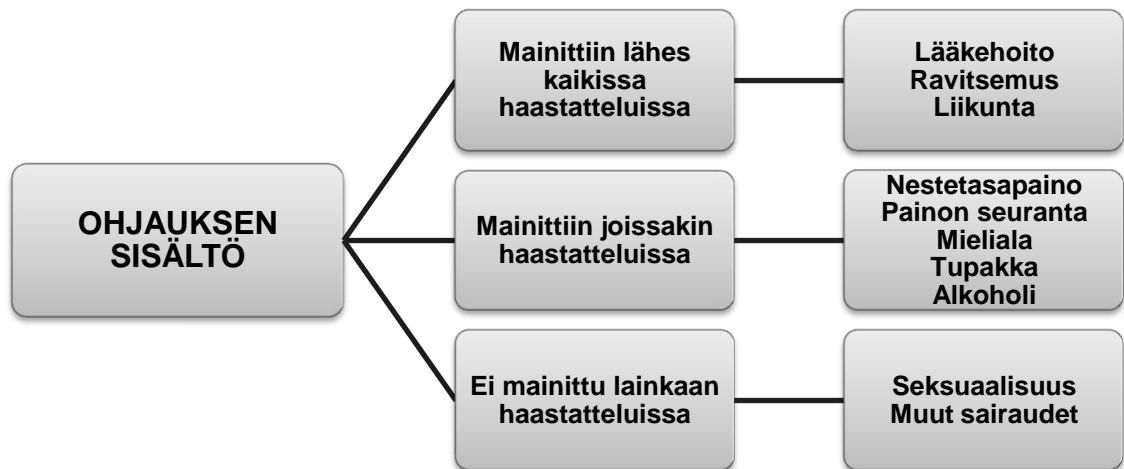 OHJAUKSEN
SISÄLTÖ
Mainittiin lähes
kaikissa
haastatteluissa
Lääkehoito
Ravitsemus
Liikunta
Mainittiin joissakin
haastatteluissa
Nestetasapaino
Painon seuranta
Mieliala
Tupakka
Alkoholi
Ei mainittu lainkaan
haastatteluissa
Seksuaalisuus
Muut sairaudet